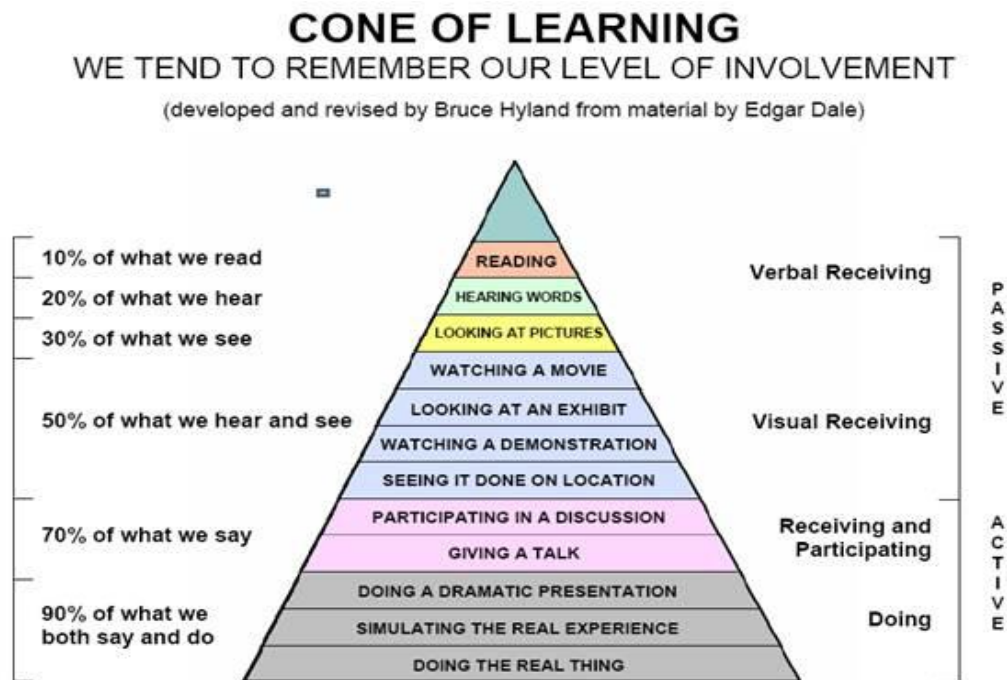 CONE OF LEARNING
WE TEND TO REMEMBER OUR LEVEL OF INVOLVEMENT
(developed and revised by Bruce Hyland from material by Edgar Dale)
10% of what we read
READING
Verbal Receiving
20% of what we hear
HEARING WORDS
30% of what we see
LOOKING AT PICTURES
WATCHING A MOVIE
50% of what we hear and see
LOOKING AT AN EXHIBIT
Visual Receiving
WATCHING A DEMONSTRATION
SEEING IT DONE ON LOCATION
PASSIVE
70% of what we say
PARTICIPATING IN A DISCUSSION
GIVING A TALK
Receiving and
Participating
90% of what we
both say and do
DOING A DRAMATIC PRESENTATION
SIMULATING THE REAL EXPERIENCE
DOING THE REAL THING
Doing
ACTIVE